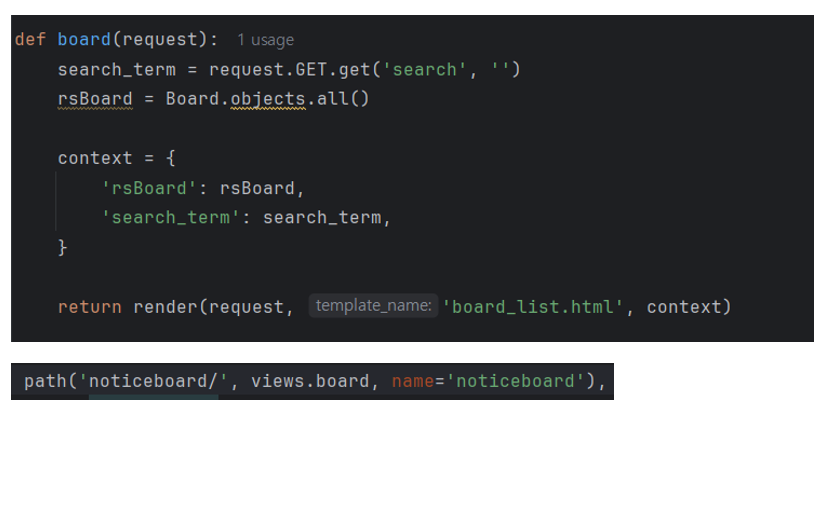 def board(request): 1 usage
    search_term = request.GET.get('search', '')
    rsBoard = Board.objects.all()
    context = {
        'rsBoard': rsBoard,
        'search_term': search_term,
    }
    return render(request, template_name: 'board_list.html', context)
path('noticeboard/', views.board, name='noticeboard'),